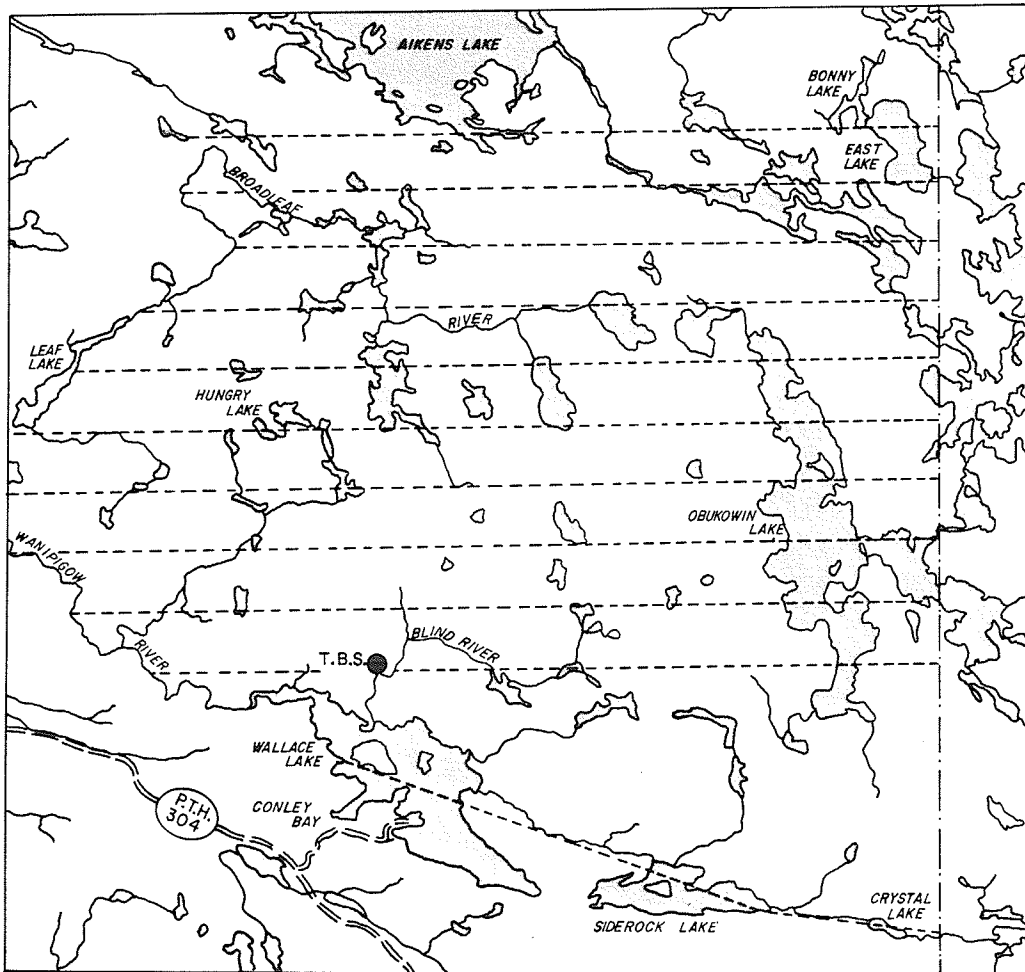 AIKENS LAKE
BONNY
LAKE
EAST
LAKE
BROADLEAF
RIVER
LEAF
LAKE
HUNGRY
LAKE
OBUKOWIN
LAKE
WANIPIGOW
RIVER
BLIND RIVER
T.B.S.
WALLACE
LAKE
CONLEY
BAY
P.T.H.
304
CRYSTAL
LAKE
SIDEROCK LAKE